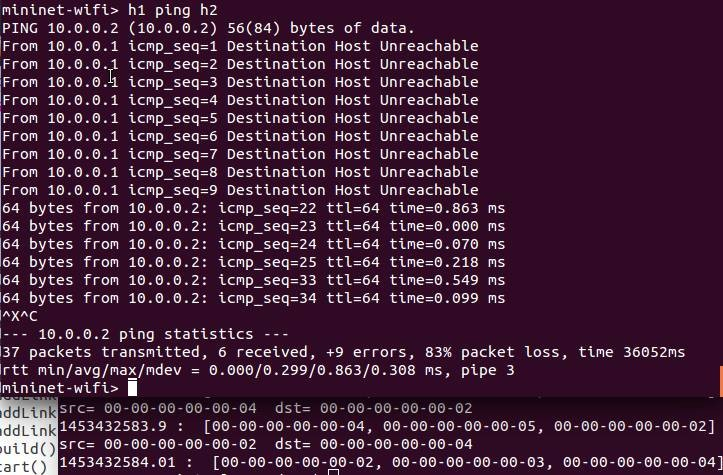 mininet-wifi> h1 ping h2
PING 10.0.0.2 (10.0.0.2) 56(84) bytes of data.
From 10.0.0.1 icmp_seq=1 Destination Host Unreachable
From 10.0.0.1 icmp_seq=2 Destination Host Unreachable
From 10.0.0.1 icmp_seq=3 Destination Host Unreachable
From 10.0.0.1 icmp_seq=4 Destination Host Unreachable
From 10.0.0.1 icmp_seq=5 Destination Host Unreachable
From 10.0.0.1 icmp_seq=6 Destination Host Unreachable
From 10.0.0.1 icmp_seq=7 Destination Host Unreachable
From 10.0.0.1 icmp_seq=8 Destination Host Unreachable
From 10.0.0.1 icmp_seq=9 Destination Host Unreachable
64 bytes from 10.0.0.2: icmp_seq=22 ttl=64 time=0.863 ms
64 bytes from 10.0.0.2: icmp_seq=23 ttl=64 time=0.000 ms
64 bytes from 10.0.0.2: icmp_seq=24 ttl=64 time=0.070 ms
64 bytes from 10.0.0.2: icmp_seq=25 ttl=64 time=0.218 ms
64 bytes from 10.0.0.2: icmp_seq=33 ttl=64 time=0.549 ms
64 bytes from 10.0.0.2: icmp_seq=34 ttl=64 time=0.099 ms
^X^C
--- 10.0.0.2 ping statistics ---
37 packets transmitted, 6 received, +9 errors, 83% packet loss, time 36052ms
rtt min/avg/max/mdev = 0.000/0.299/0.863/0.308 ms, pipe 3
mininet-wifi>
addLink
addLink
build()
tart()
src= 00-00-00-00-00-04  dst= 00-00-00-00-00-02
1453432583.9 :  [00-00-00-00-00-04, 00-00-00-00-00-05, 00-00-00-00-00-02]
src= 00-00-00-00-00-02  dst= 00-00-00-00-00-04
1453432584.01 :  [00-00-00-00-00-02, 00-00-00-00-00-03, 00-00-00-00-00-04]